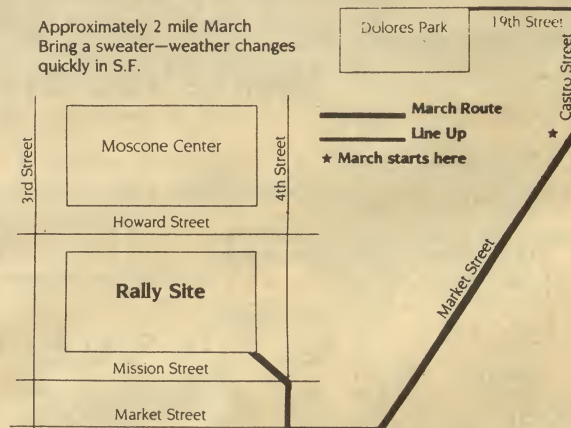 Approximately 2 mile March
Bring a sweater—weather changes
quickly in S.F.
Dolores Park
19th Street
Castro Street
March Route
Line Up
★ March starts here
3rd Street
Moscone Center
4th Street
Howard Street
Rally Site
Market Street
Mission Street
Market Street